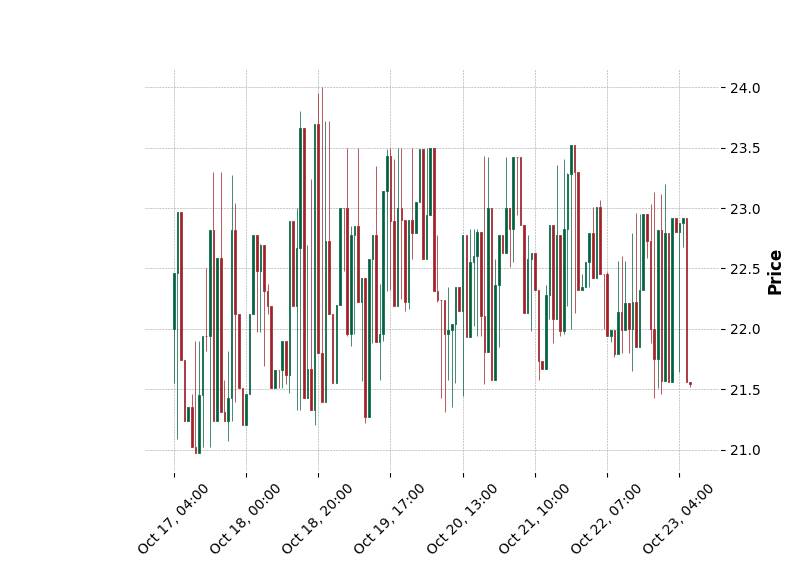 24.0
23.5
23.0
22.5
22.0
21.5
21.0
Price
Oct 17, 04:00
Oct 18, 00:00
Oct 18, 20:00
Oct 19, 17:00
Oct 20, 13:00
Oct 21, 10:00
Oct 22, 07:00
Oct 23, 04:00